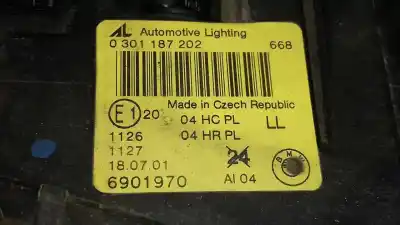 AL Automotive Lighting
0 301 187 202 668
Made in Czech Republic
E1 20 04 HC PL LL
1126 04 HR PL
1127
18.07.01 24 BMW
6901970 AI 04